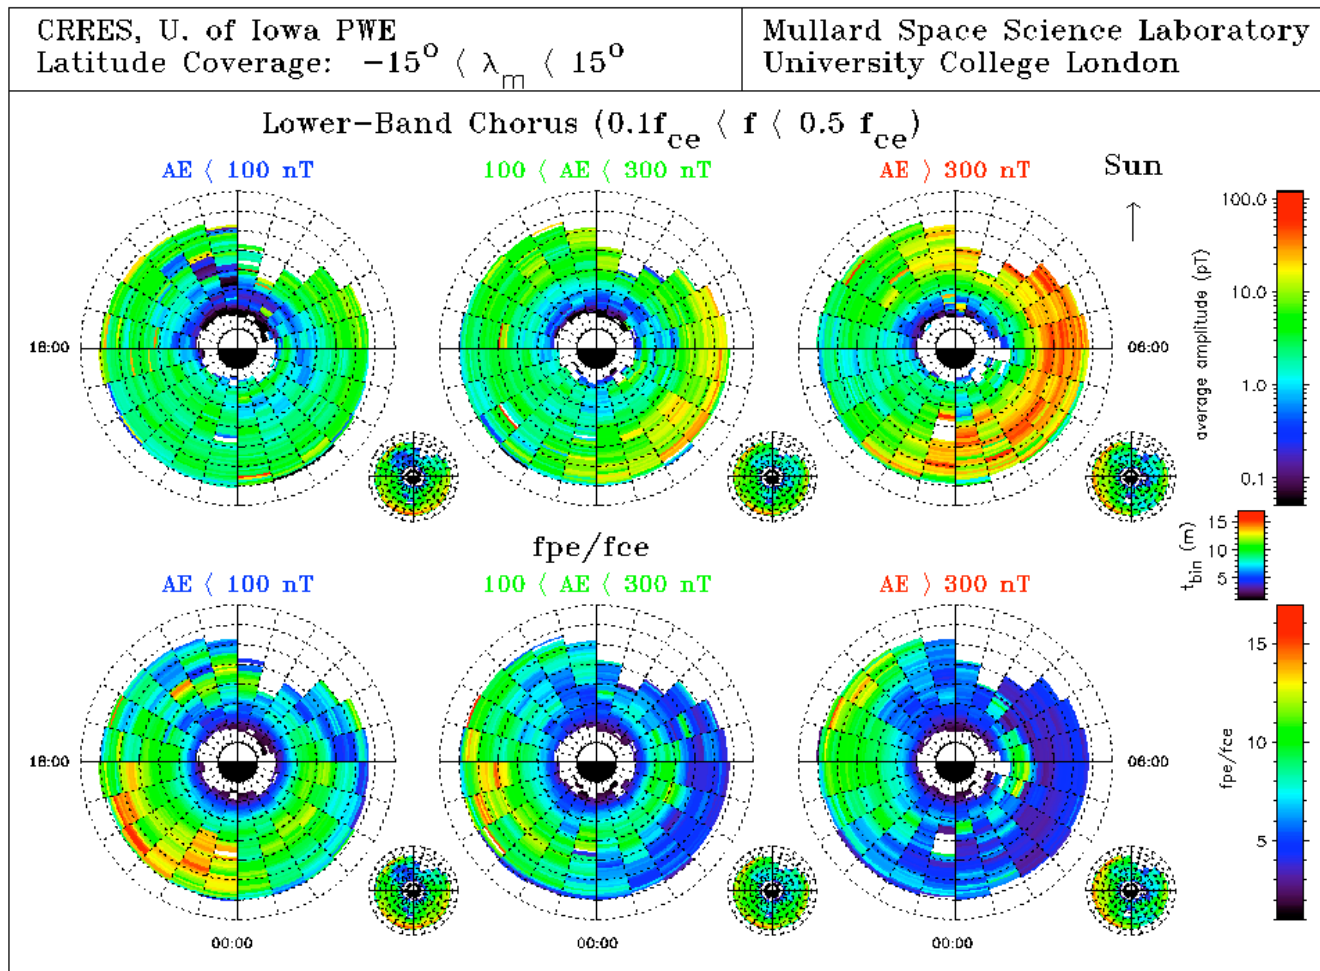 CRRES, U. of Iowa PWE
Latitude Coverage: −15° ⟨ λm ⟨ 15°
Mullard Space Science Laboratory
University College London
Lower−Band Chorus (0.1fce ⟨ f ⟨ 0.5 fce)
AE ⟨ 100 nT
100 ⟨ AE ⟨ 300 nT
AE ⟩ 300 nT
Sun
↑
18:00
06:00
100.0
10.0
1.0
0.1
average amplitude (pT)
15
10
5
tbin (m)
fpe/fce
AE ⟨ 100 nT
100 ⟨ AE ⟨ 300 nT
AE ⟩ 300 nT
18:00
06:00
15
10
5
fpe/fce
00:00
00:00
00:00